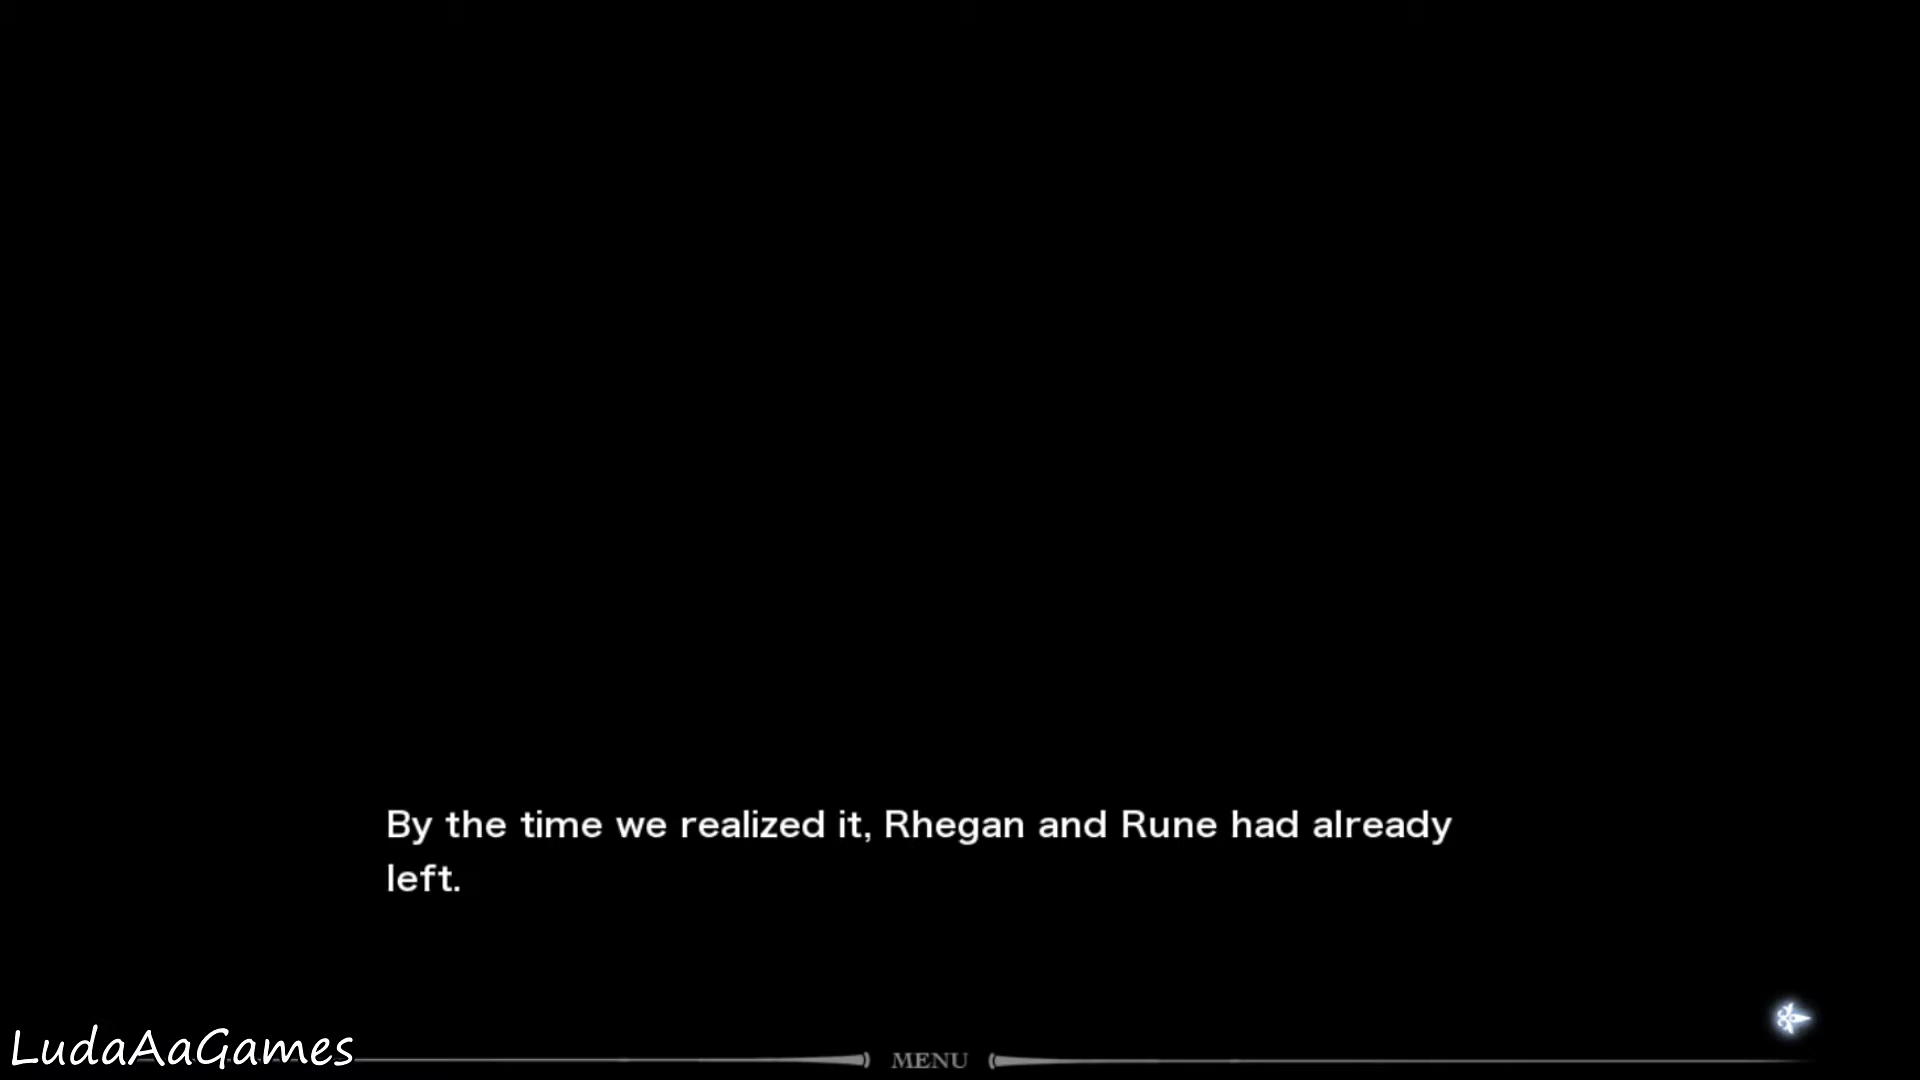 By the time we realized it, Rhegan and Rune had already
left.
LudaAaGames
MENU